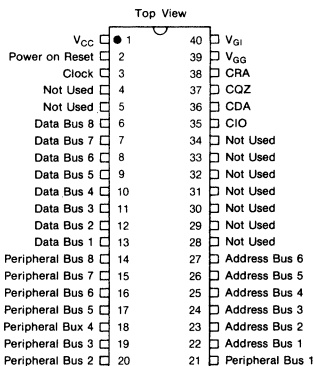 Top View
V_CC 1 40 V_GI
Power on Reset 2 39 V_GG
Clock 3 38 CRA
Not Used 4 37 CQZ
Not Used 5 36 CDA
Data Bus 8 6 35 CIO
Data Bus 7 7 34 Not Used
Data Bus 6 8 33 Not Used
Data Bus 5 9 32 Not Used
Data Bus 4 10 31 Not Used
Data Bus 3 11 30 Not Used
Data Bus 2 12 29 Not Used
Data Bus 1 13 28 Not Used
Peripheral Bus 8 14 27 Address Bus 6
Peripheral Bus 7 15 26 Address Bus 5
Peripheral Bus 6 16 25 Address Bus 4
Peripheral Bus 5 17 24 Address Bus 3
Peripheral Bux 4 18 23 Address Bus 2
Peripheral Bus 3 19 22 Address Bus 1
Peripheral Bus 2 20 21 Peripheral Bus 1